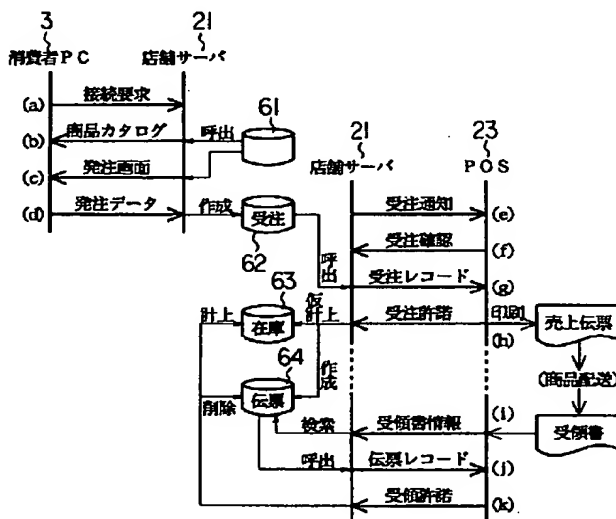 3
21
消費者PC
店舗サーバ
(a)
接続要求
61
(b)
商品カタログ
呼出
21
23
(c)
発注画面
店舗サーバ
POS
(d)
発注データ
作成
受注
受注通知
(e)
62
受注確認
(f)
呼出
受注レコード
(g)
63
計上
在庫
仮計上
受注許諾
印刷
売上伝票
(h)
64
作成
伝票
(商品配送)
削除
検索
受領書情報
(i)
受領書
呼出
伝票レコード
(j)
受領許諾
(k)